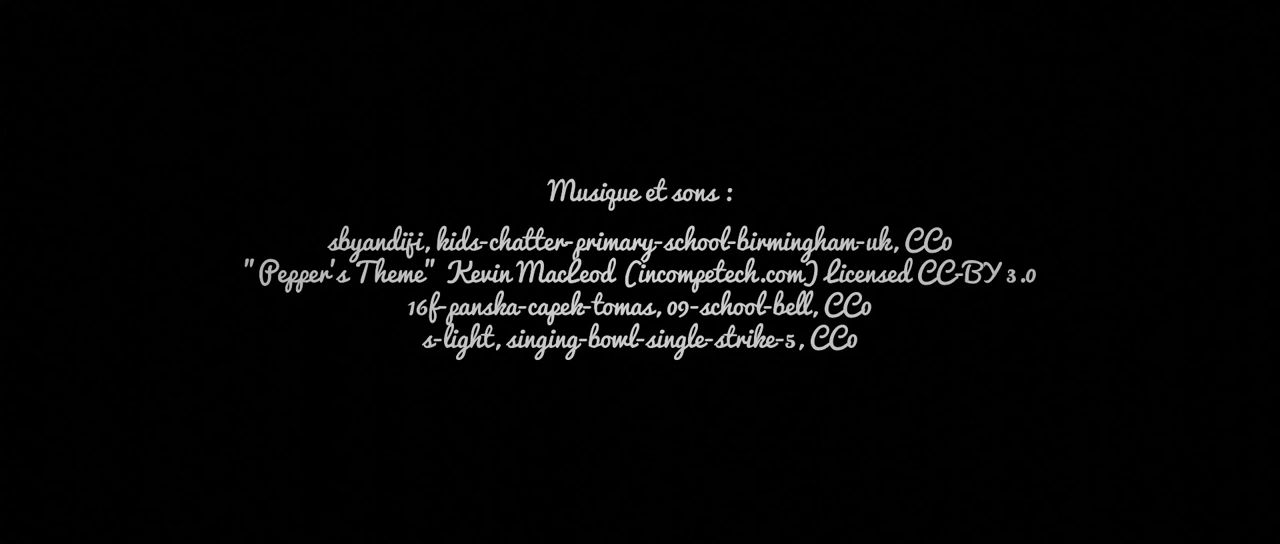 Musique et sons :
sbyandiji, kids-chatter-primary-school-birmingham-uk, CC0
"Pepper's Theme" Kevin MacLeod (incompetech.com) Licensed CC-BY 3.0
16f-panska-capek-tomas, 09-school-bell, CC0
s-light, singing-bowl-single-strike-5, CC0